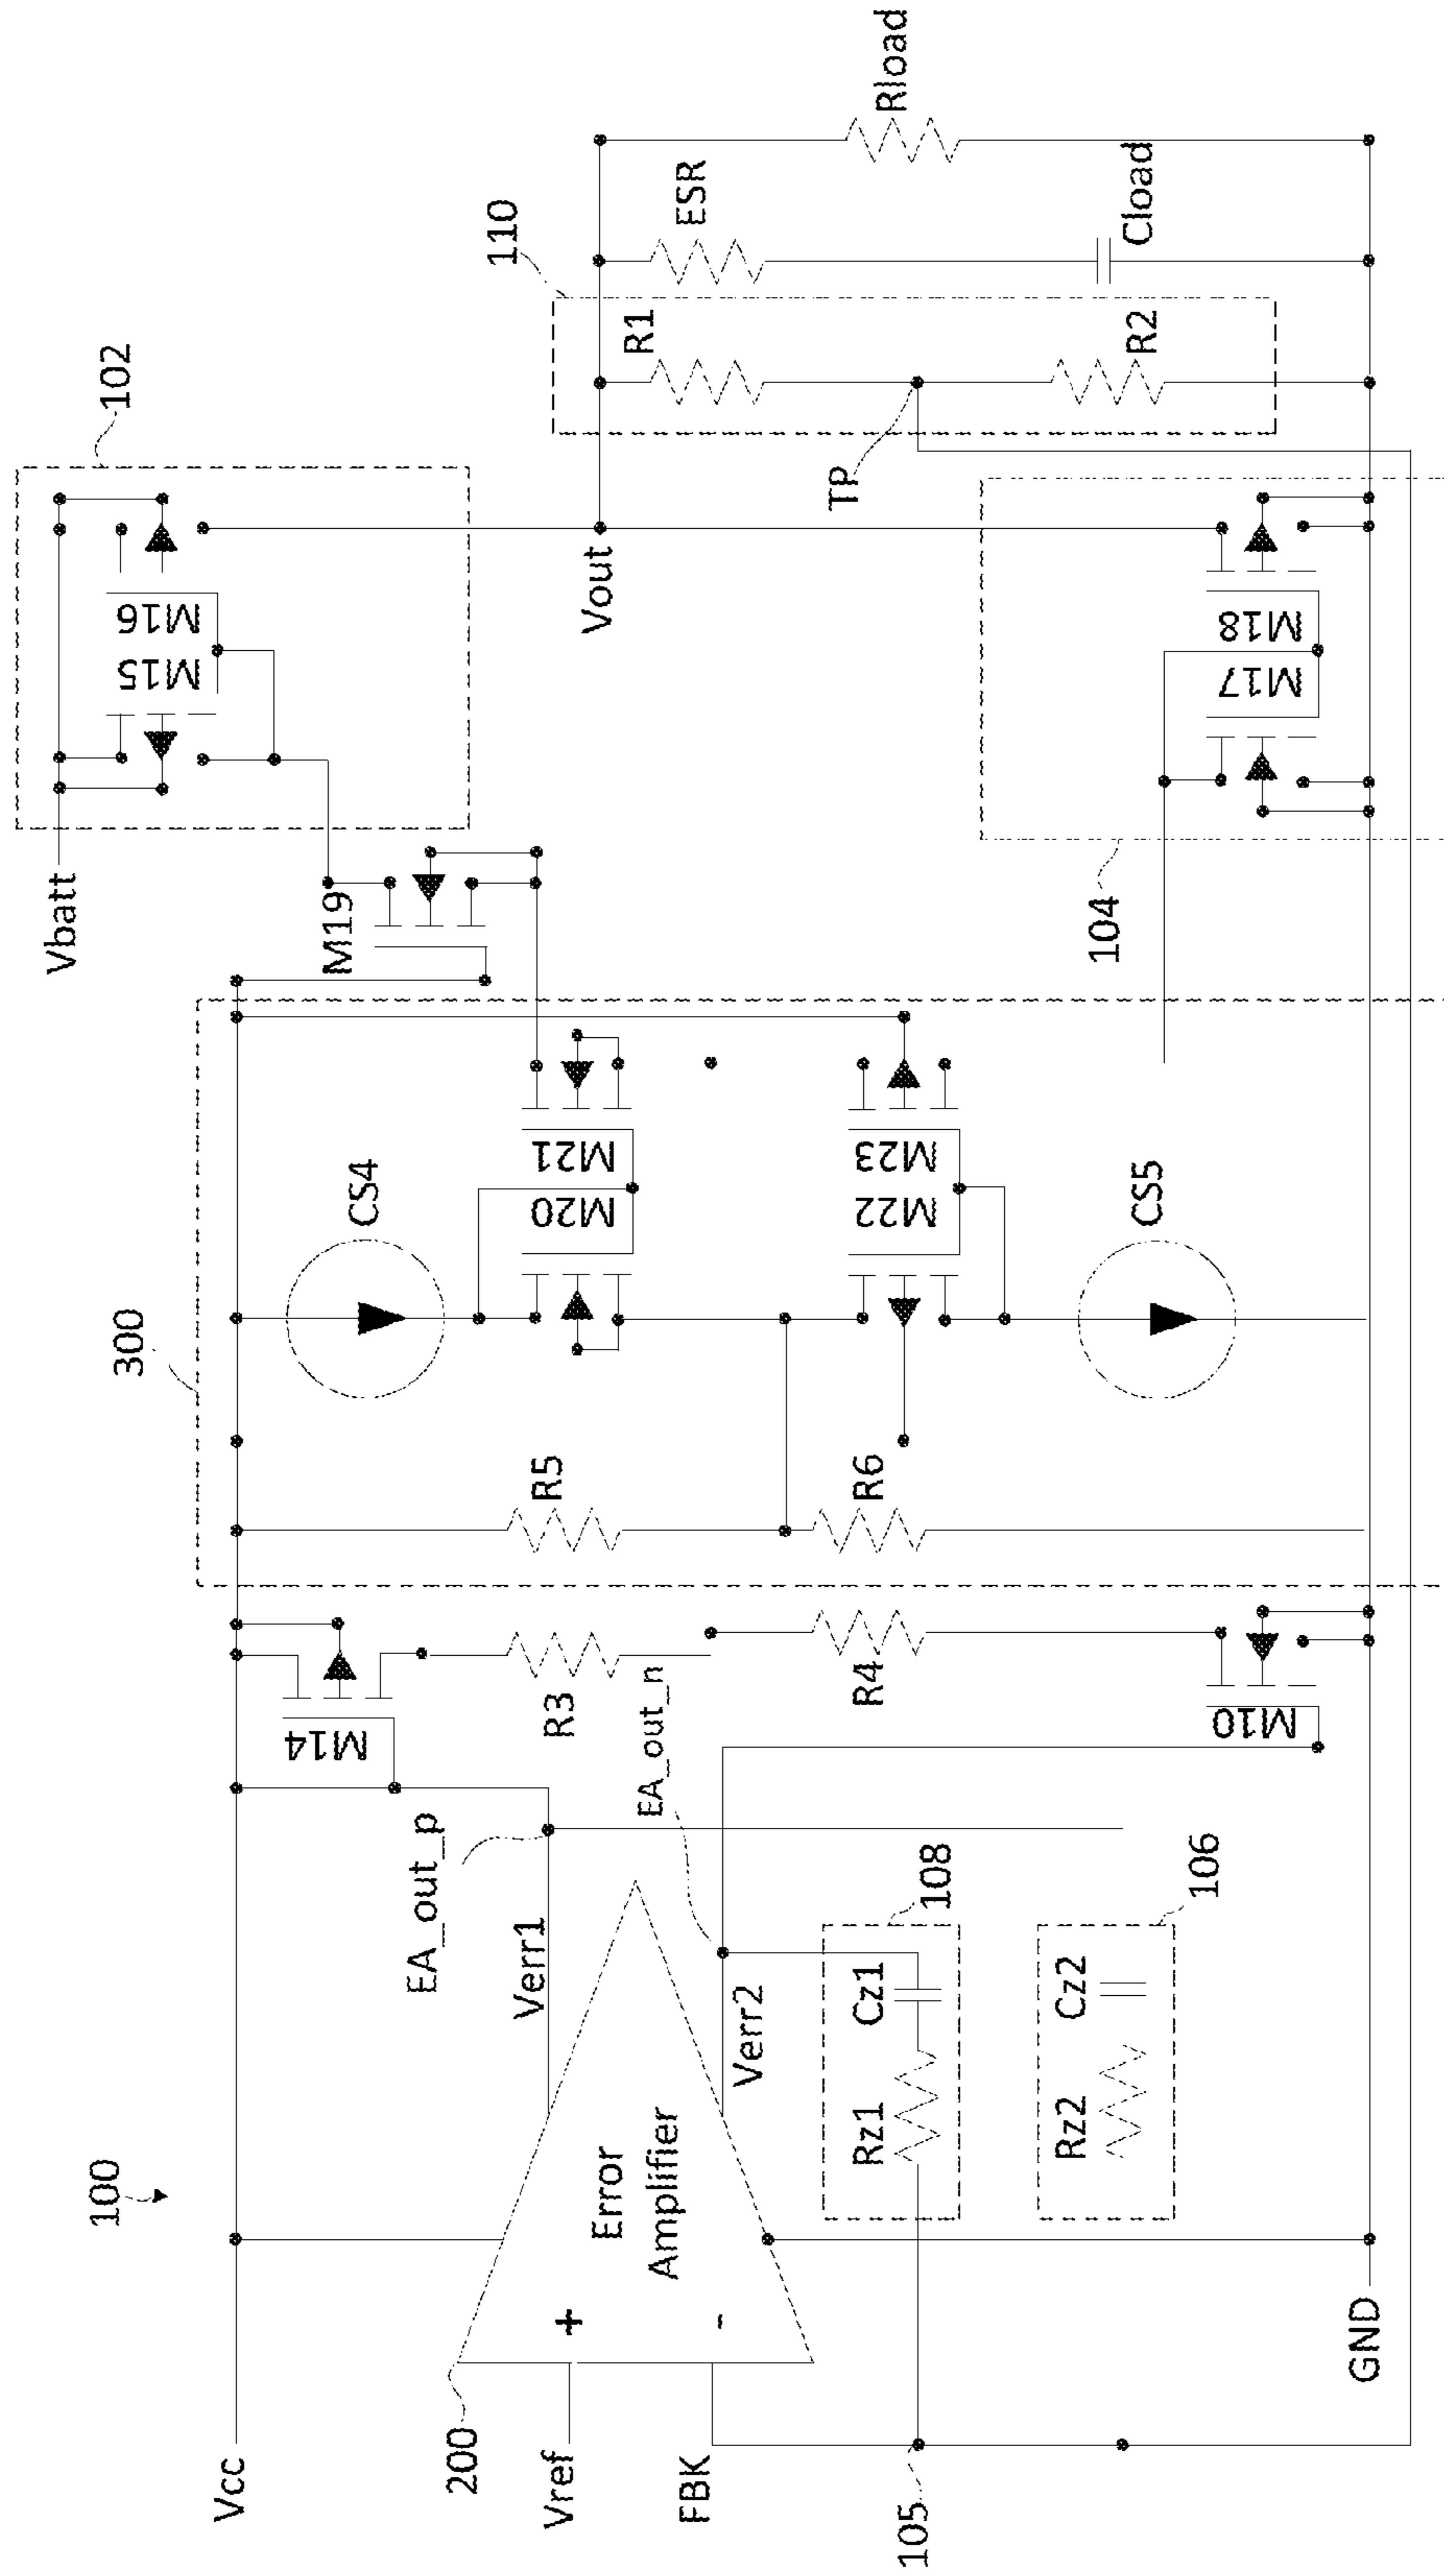 100
Vcc
200
Vref
FBK
105
GND
Error
Amplifier
+
-
Verr1
Verr2
EA_out_p
EA_out_n
Rz1
Cz1
108
Rz2
Cz2
106
M14
R3
R4
M10
300
R5
R6
CS4
M20
M21
M22
M23
CS5
M19
Vbatt
102
M15
M16
104
M17
M18
Vout
TP
110
R1
R2
ESR
Cload
Rload